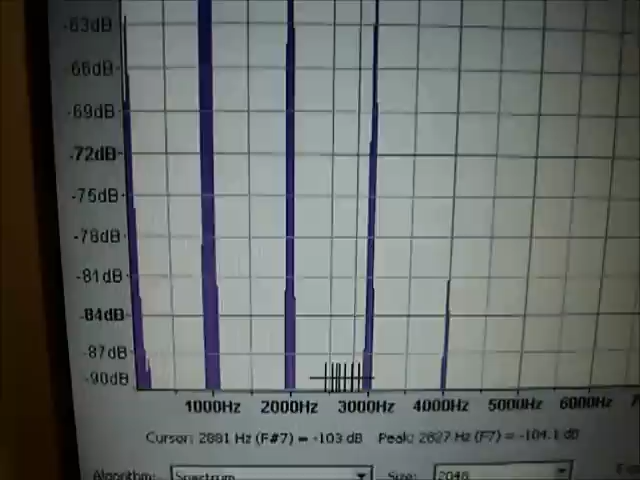 -63dB
-66dB
-69dB
-72dB
-75dB
-78dB
-81dB
-84dB
-87dB
-90dB
1000Hz 2000Hz 3000Hz 4000Hz 5000Hz 6000Hz 7
Cursor: 2881 Hz (F#7) = -103 dB Peak: 2827 Hz (F7) = -104.1 dB
Algorithm: Spectrum Size: 2048